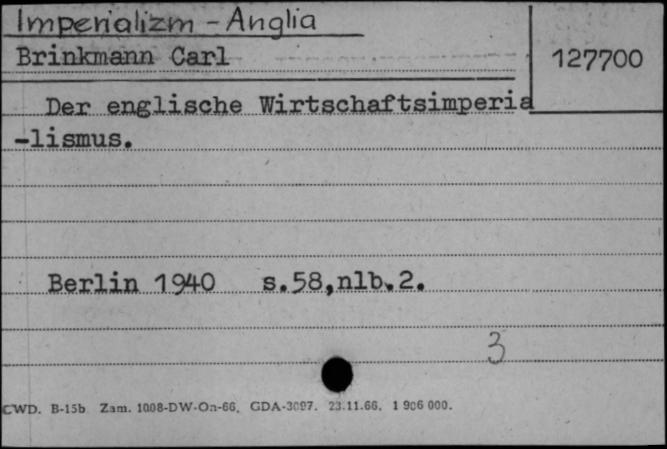 Imperializm - Anglia
Brinkmann Carl
127700
Der englische Wirtschaftsimperia
-lismus.
Berlin 1940 s.58,nlb.2.
3
CWD. B-15b Zam. 1008-DW-On-66. GDA-3097. 23.11.66. 1 906 000.